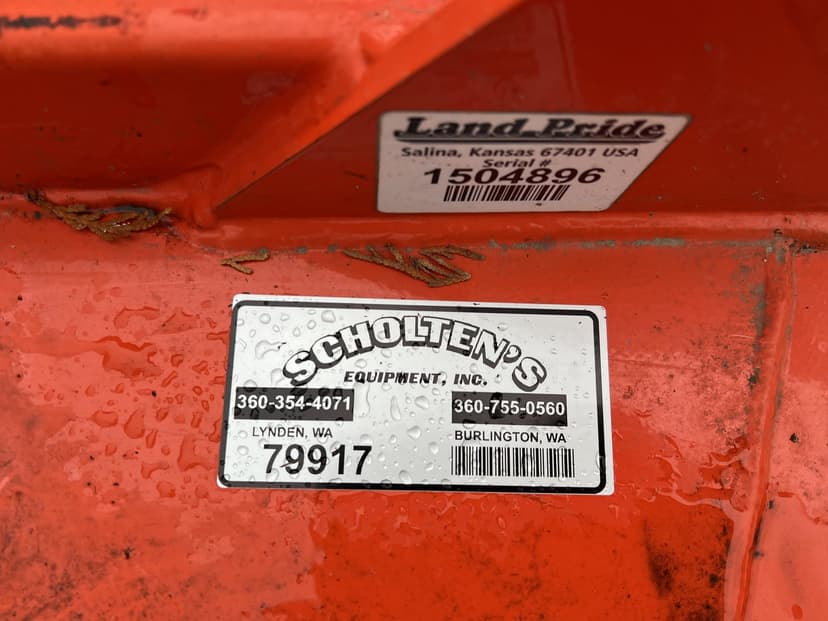 Land Pride
Salina, Kansas 67401 USA
Serial #
1504896
SCHOLTEN'S
EQUIPMENT, INC.
360-354-4071 360-755-0560
LYNDEN, WA BURLINGTON, WA
79917